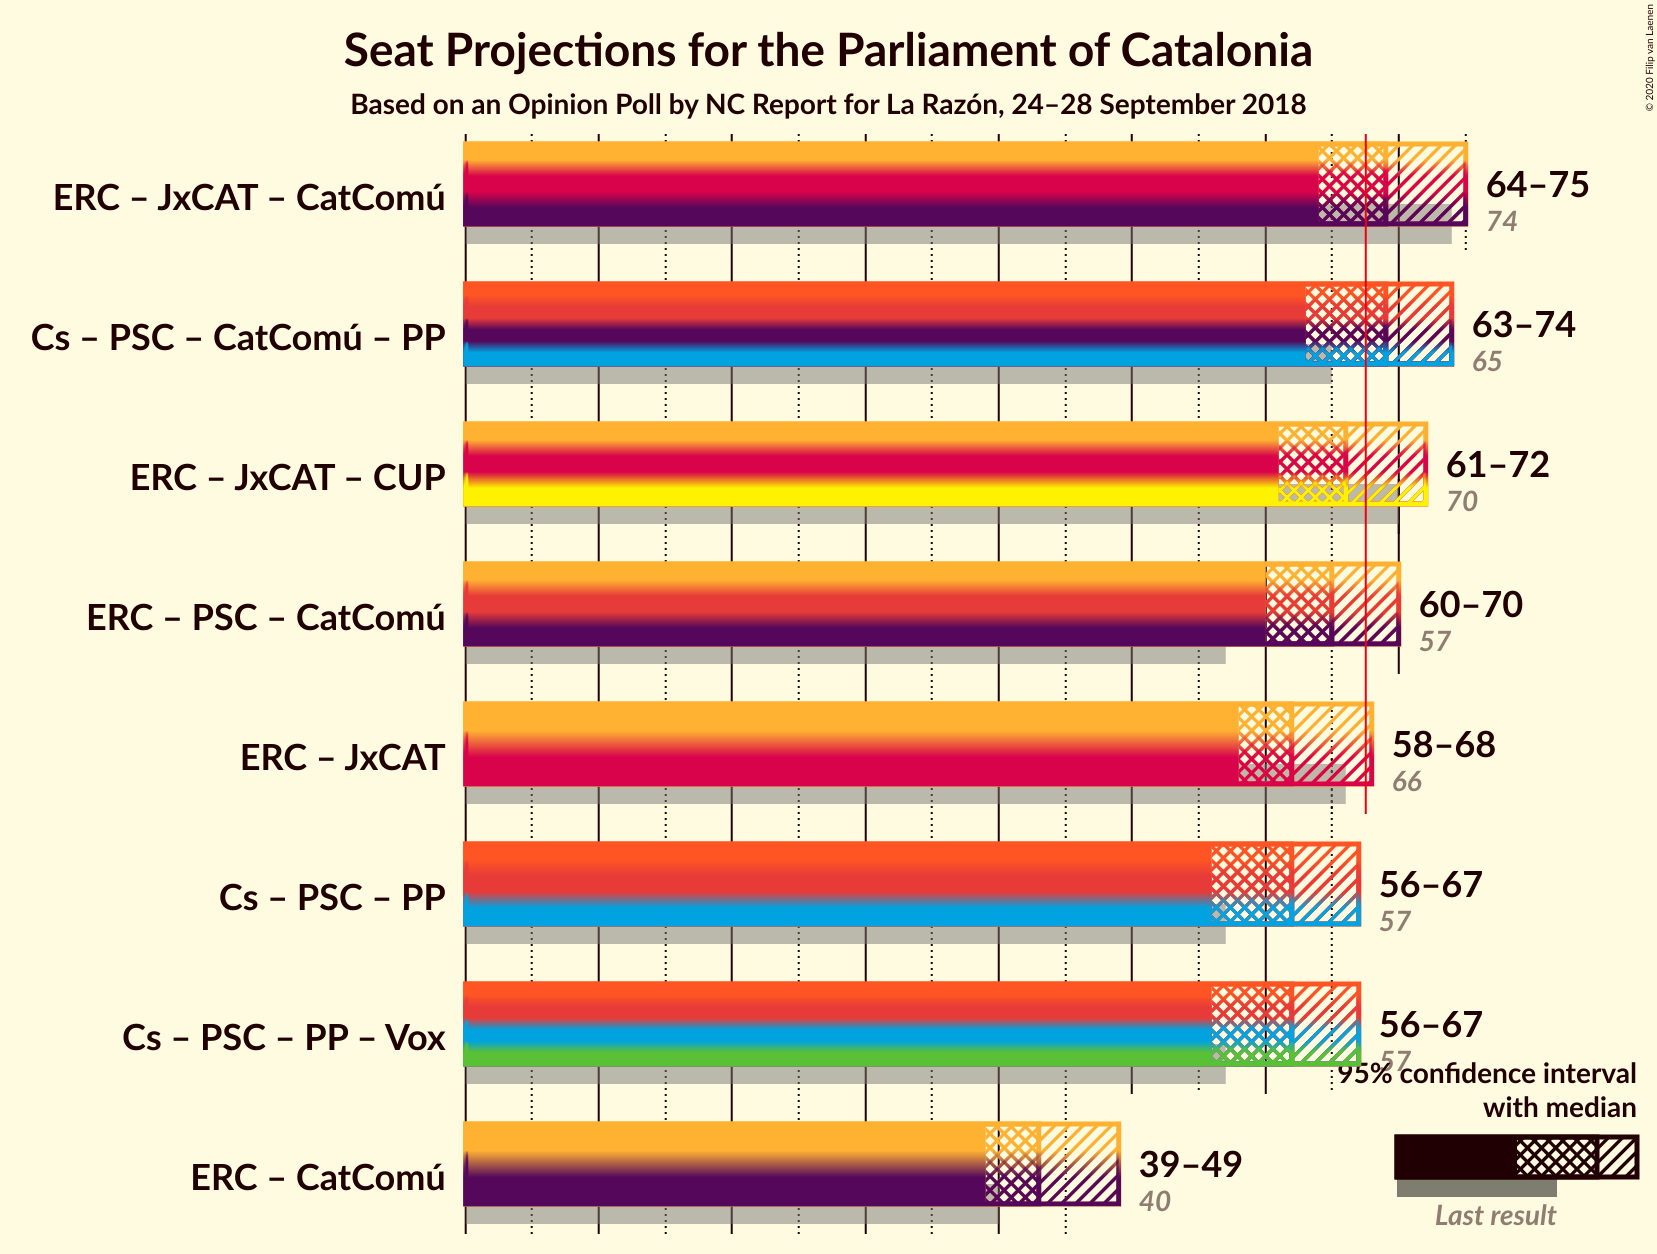 Seat Projections for the Parliament of Catalonia
Based on an Opinion Poll by NC Report for La Razón, 24–28 September 2018
© 2020 Filip van Laenen
ERC – JxCAT – CatComú
64–75
74
Cs – PSC – CatComú – PP
63–74
65
ERC – JxCAT – CUP
61–72
70
ERC – PSC – CatComú
60–70
57
ERC – JxCAT
58–68
66
Cs – PSC – PP
56–67
57
Cs – PSC – PP – Vox
56–67
57
ERC – CatComú
39–49
40
95% confidence interval
with median
Last result